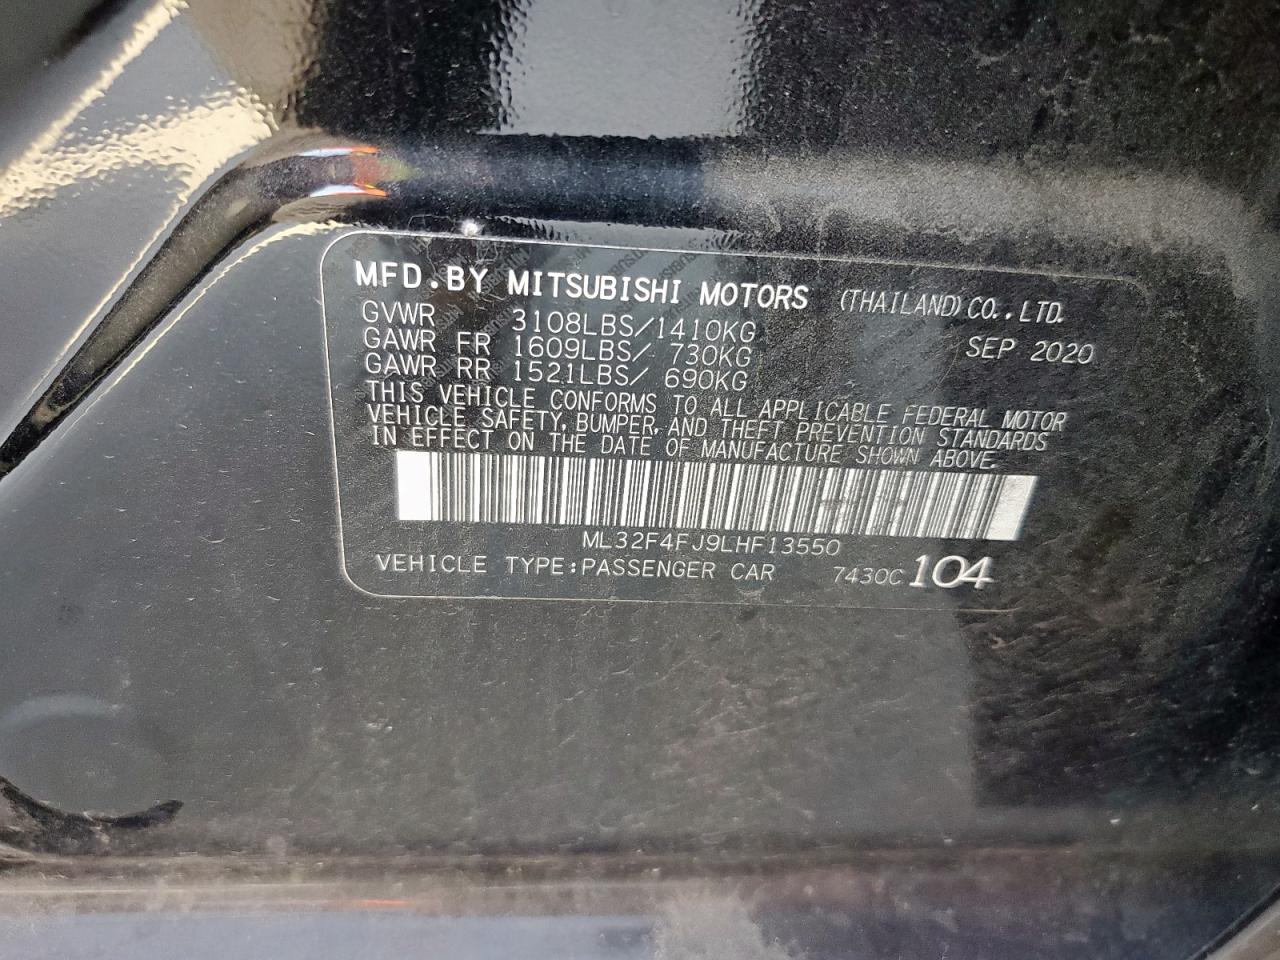 MFD.BY MITSUBISHI MOTORS (THAILAND)CO.,LTD.
GVWR 3108LBS/1410KG SEP 2020
GAWR FR 1609LBS/ 730KG
GAWR RR 1521LBS/ 690KG
THIS VEHICLE CONFORMS TO ALL APPLICABLE FEDERAL MOTOR
VEHICLE SAFETY, BUMPER, AND THEFT PREVENTION STANDARDS
IN EFFECT ON THE DATE OF MANUFACTURE SHOWN ABOVE.
ML32F4FJ9LHF13550
VEHICLE TYPE:PASSENGER CAR 7430C 104